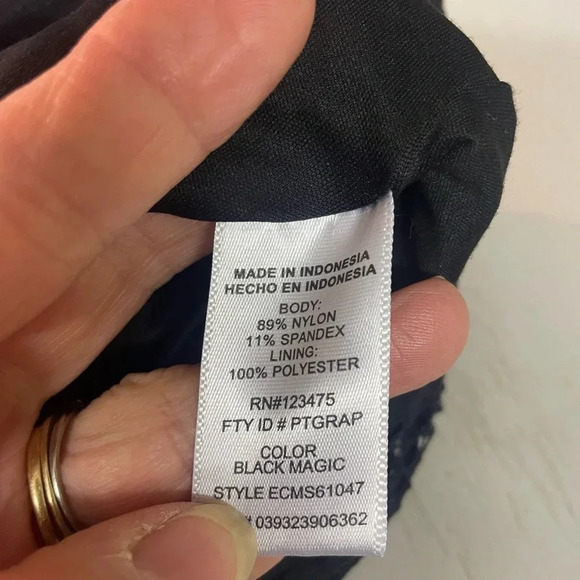 MADE IN INDONESIA
HECHO EN INDONESIA
BODY:
89% NYLON
11% SPANDEX
LINING:
100% POLYESTER
RN#123475
FTY ID # PTGRAP
COLOR
BLACK MAGIC
STYLE ECMS61047
# 039323906362